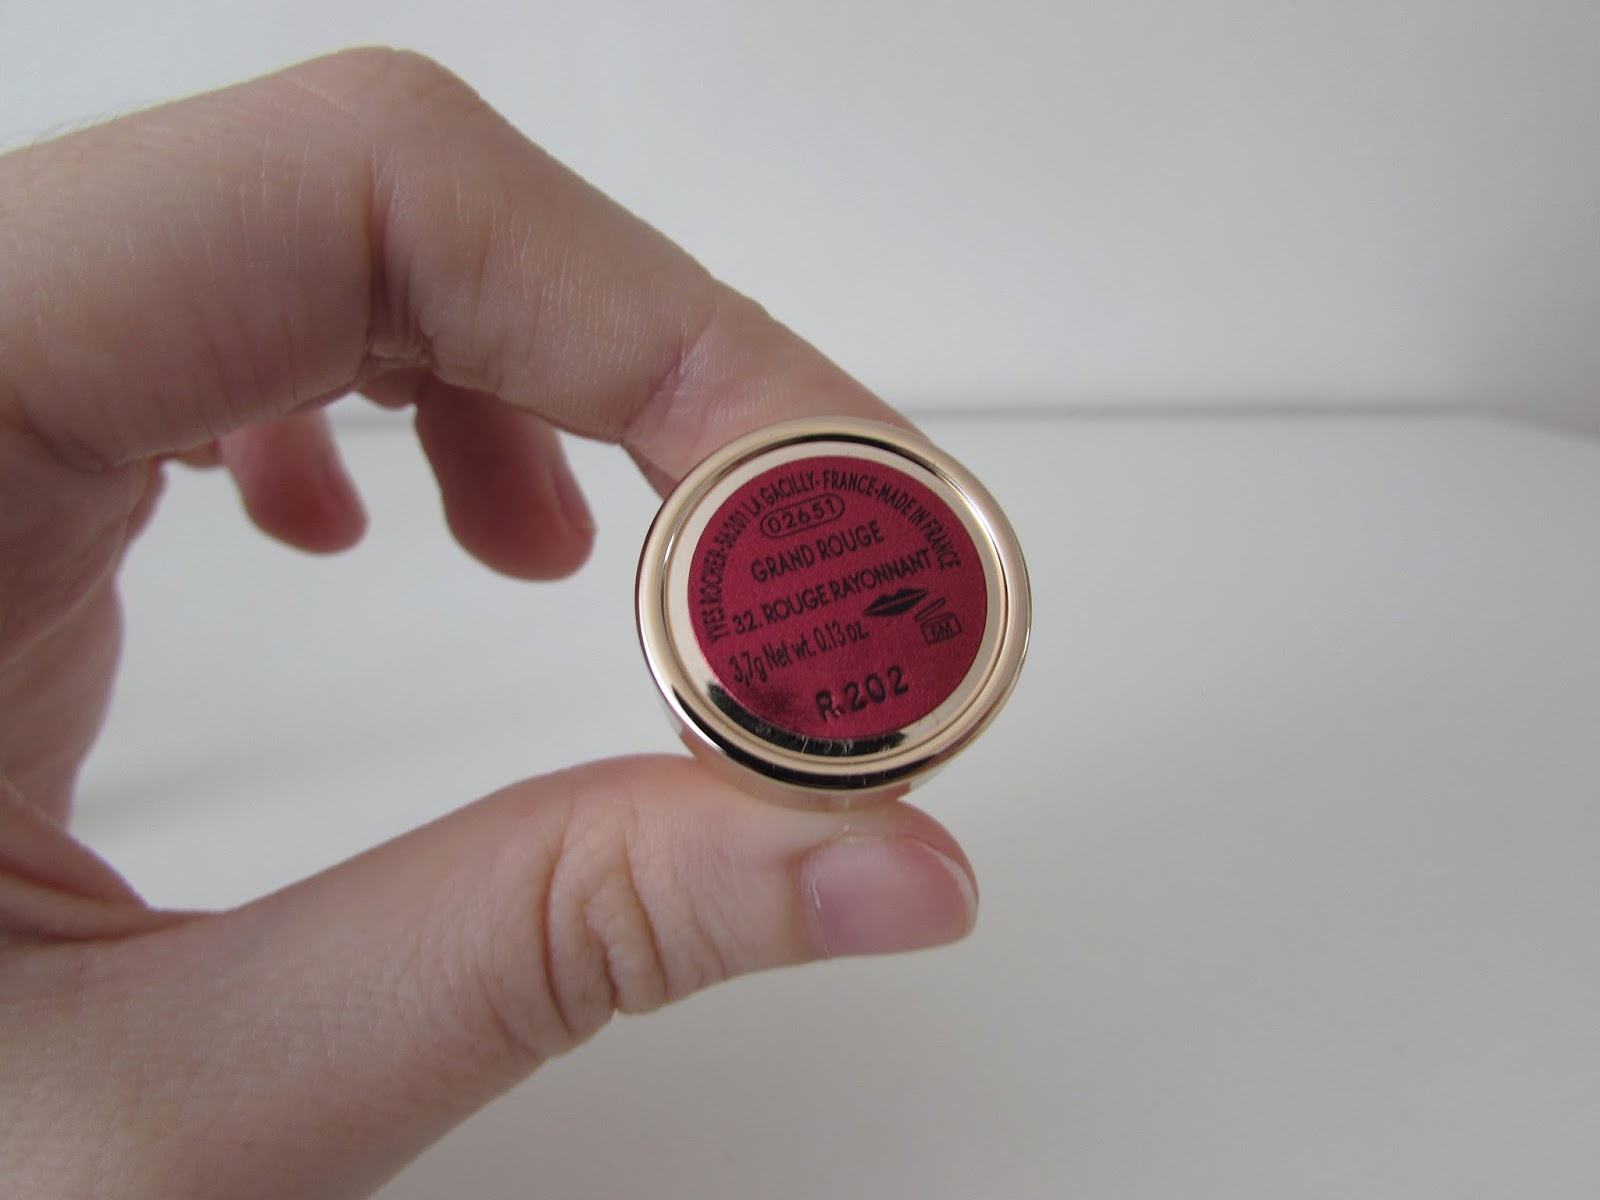 YVES ROCHER-56201 LA GACILLY-FRANCE-MADE IN FRANCE
02651
GRAND ROUGE
32. ROUGE RAYONNANT
3,7g Net wt. 0.13 oz.
6M
R.202